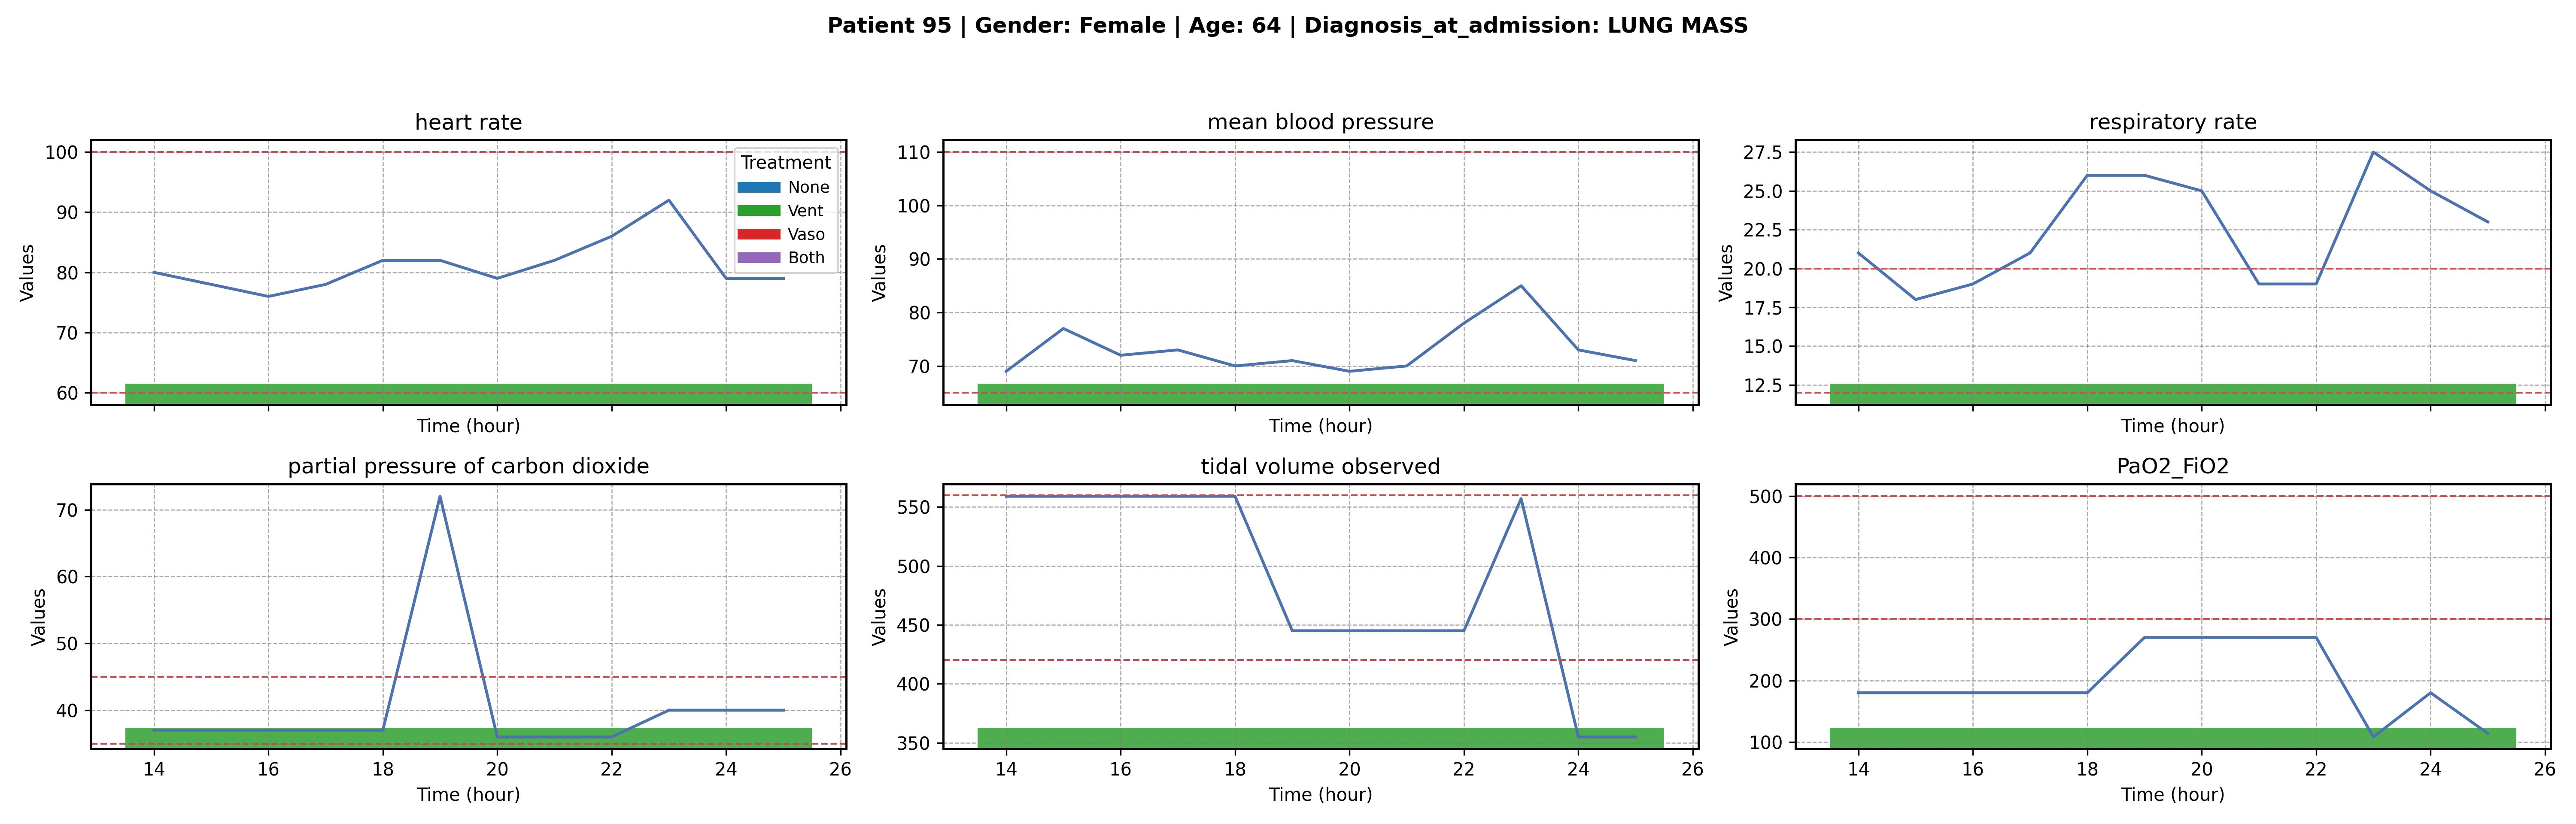 Patient 95 | Gender: Female | Age: 64 | Diagnosis_at_admission: LUNG MASS
heart rate
100
90
80
70
60
Values
Time (hour)
Treatment
None
Vent
Vaso
Both
mean blood pressure
110
100
90
80
70
Values
Time (hour)
respiratory rate
27.5
25.0
22.5
20.0
17.5
15.0
12.5
Values
Time (hour)
partial pressure of carbon dioxide
70
60
50
40
Values
14 16 18 20 22 24 26
Time (hour)
tidal volume observed
550
500
450
400
350
Values
14 16 18 20 22 24 26
Time (hour)
PaO2_FiO2
500
400
300
200
100
Values
14 16 18 20 22 24 26
Time (hour)